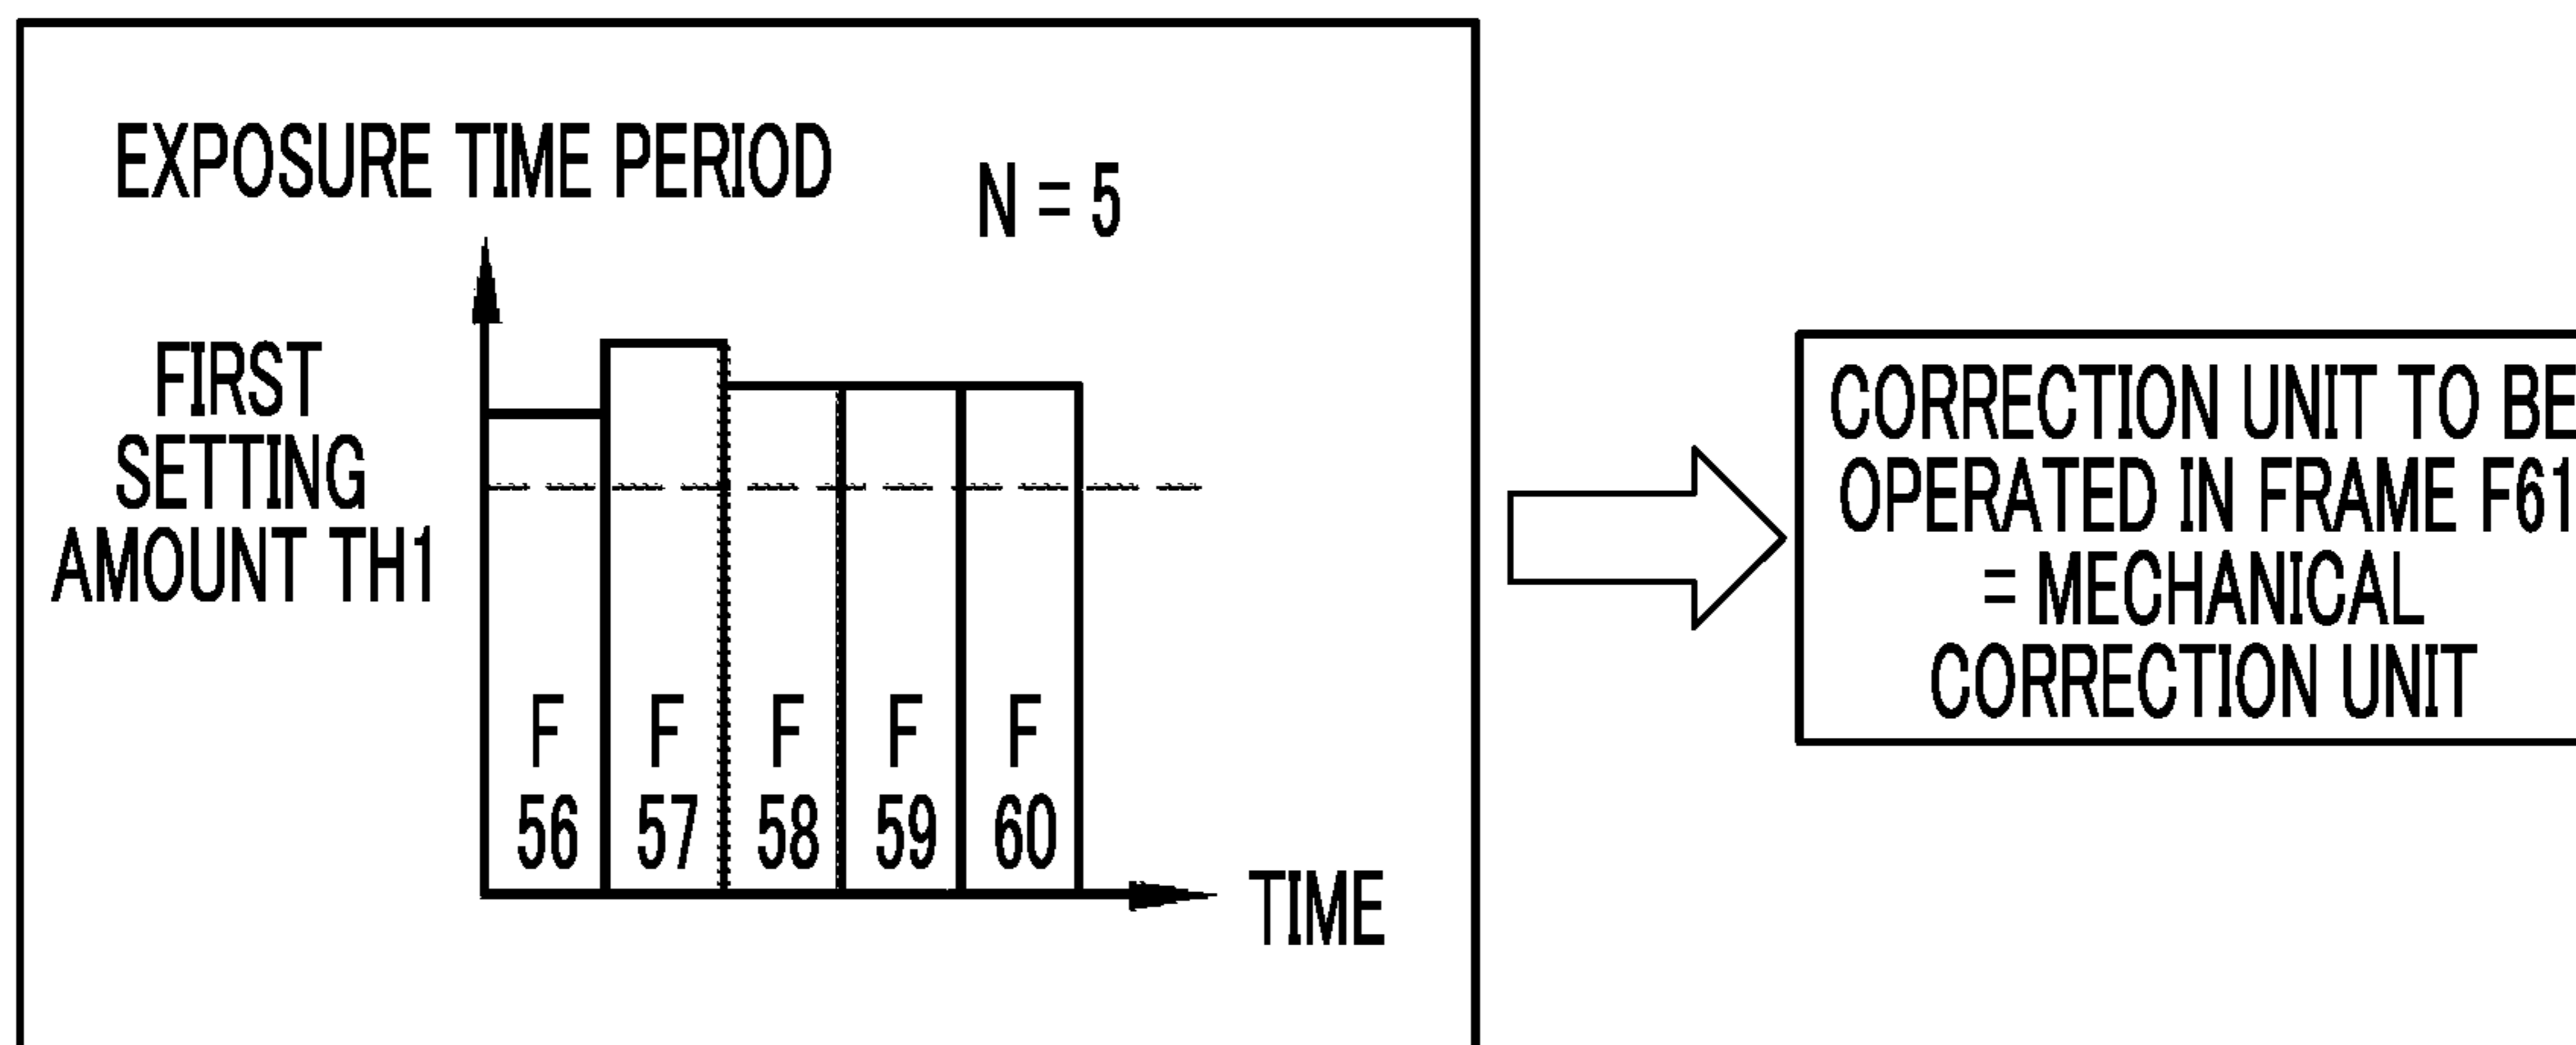 EXPOSURE TIME PERIOD
N = 5
FIRST
SETTING
AMOUNT TH1
F F F F F
56 57 58 59 60
TIME
CORRECTION UNIT TO BE
OPERATED IN FRAME F61
= MECHANICAL
CORRECTION UNIT